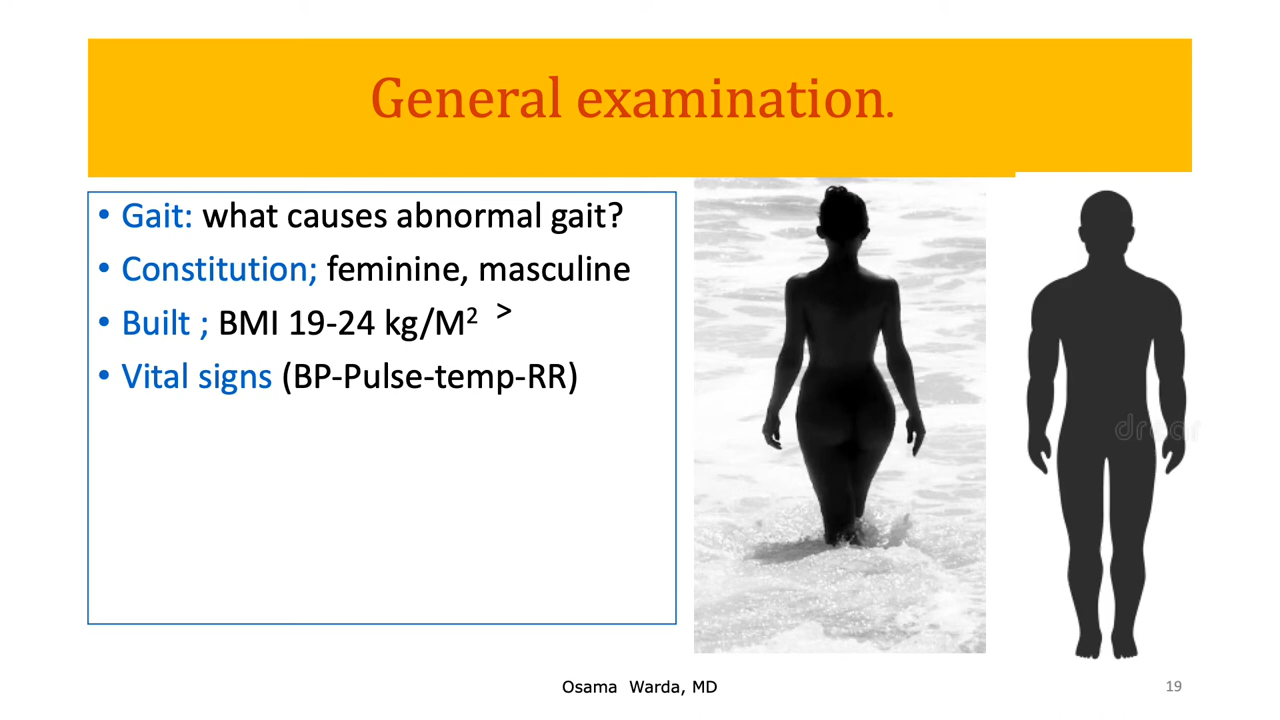 General examination.
• Gait: what causes abnormal gait?
• Constitution; feminine, masculine
• Built ; BMI 19-24 kg/M² >
• Vital signs (BP-Pulse-temp-RR)
Osama Warda, MD
19